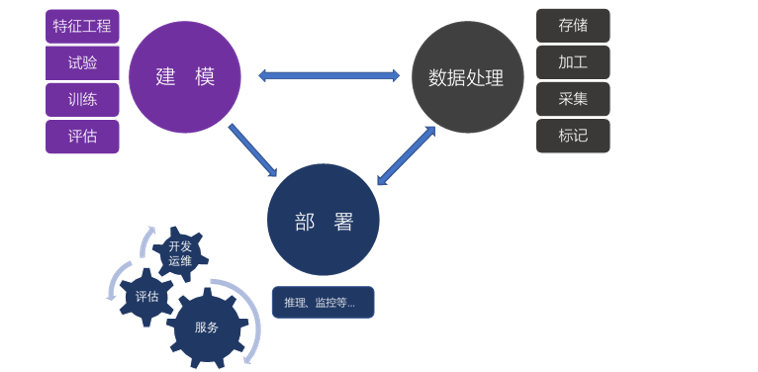 特征工程
试验
训练
评估
建 模
数据处理
存储
加工
采集
标记
部 署
推理、监控等...
开发
运维
评估
服务